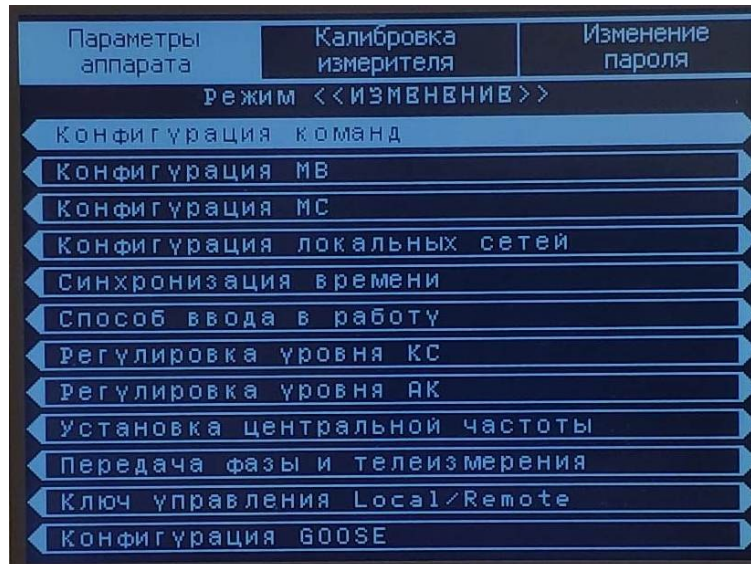 Параметры
аппарата
Калибровка
измерителя
Изменение
пароля
Режим <<ИЗМЕНЕНИЕ>>
Конфигурация команд
Конфигурация МВ
Конфигурация МС
Конфигурация локальных сетей
Синхронизация времени
Способ ввода в работу
Регулировка уровня КС
Регулировка уровня АК
Установка центральной частоты
Передача фазы и телеизмерения
Ключ управления Local/Remote
Конфигурация GOOSE